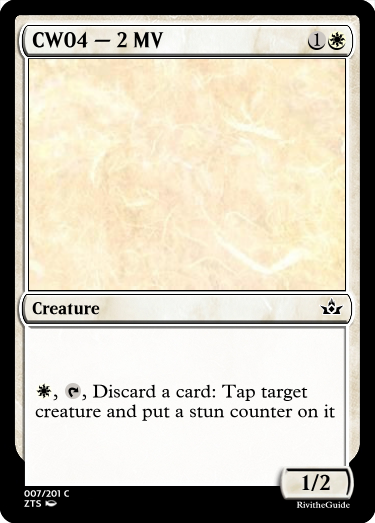 CW04 — 2 MV 1
Creature
, , Discard a card: Tap target
creature and put a stun counter on it
1/2
007/201 C
ZTS
RivitheGuide